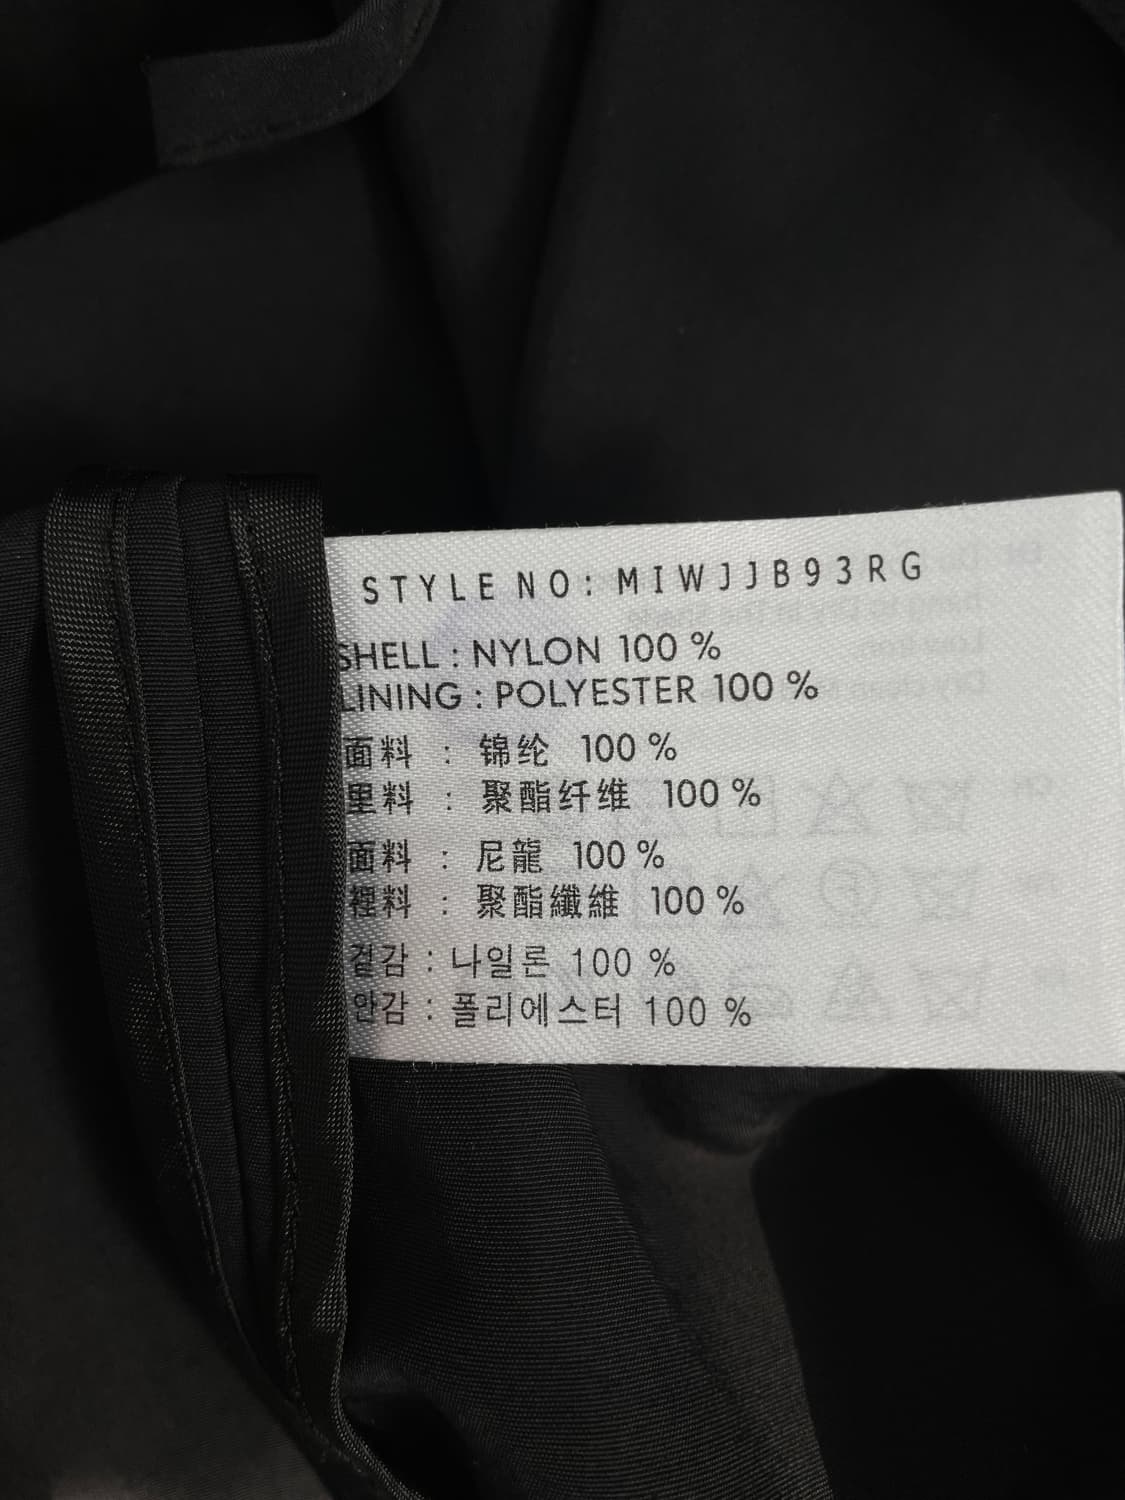 STYLE NO: MIWJJB93RG
SHELL : NYLON 100 %
LINING : POLYESTER 100 %
面料 : 锦纶 100 %
里料 : 聚酯纤维 100 %
面料 : 尼龍 100 %
裡料 : 聚酯纖維 100 %
겉감 : 나일론 100 %
안감 : 폴리에스터 100 %